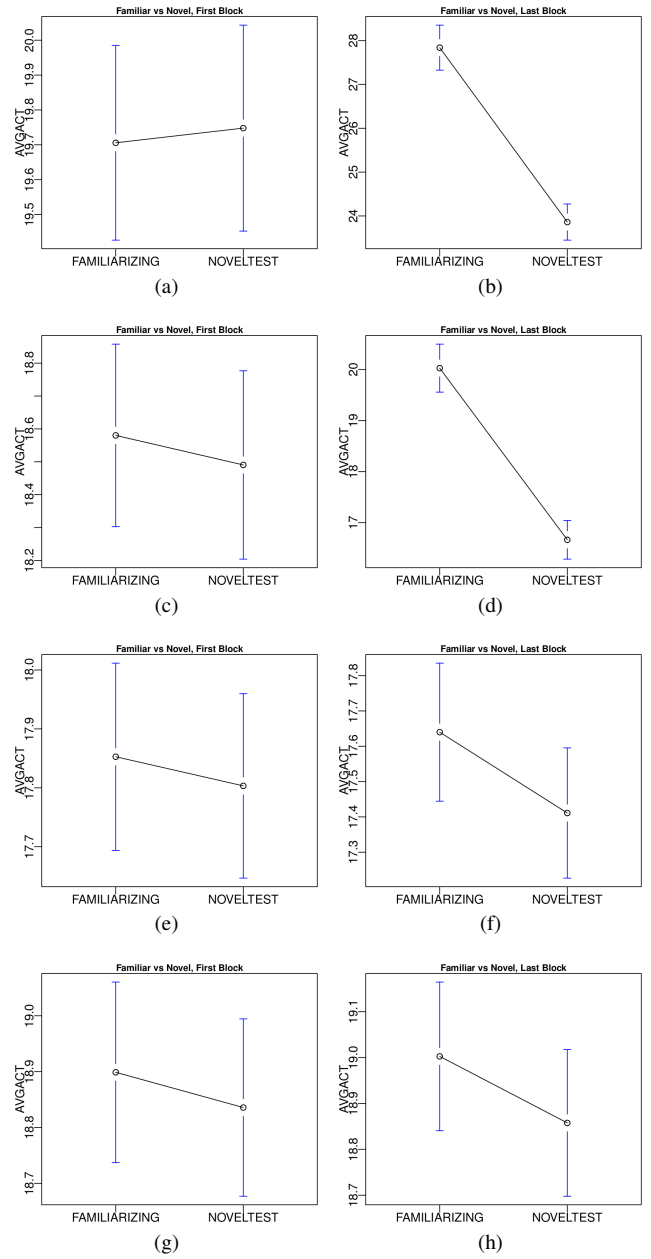 Familiar vs Novel, First Block
AVGACT
19.5 19.6 19.7 19.8 19.9 20.0
FAMILIARIZING NOVELTEST
(a)
Familiar vs Novel, Last Block
AVGACT
24 25 26 27 28
FAMILIARIZING NOVELTEST
(b)
Familiar vs Novel, First Block
AVGACT
18.2 18.4 18.6 18.8
FAMILIARIZING NOVELTEST
(c)
Familiar vs Novel, Last Block
AVGACT
17 18 19 20
FAMILIARIZING NOVELTEST
(d)
Familiar vs Novel, First Block
AVGACT
17.7 17.8 17.9 18.0
FAMILIARIZING NOVELTEST
(e)
Familiar vs Novel, Last Block
AVGACT
17.3 17.4 17.5 17.6 17.7 17.8
FAMILIARIZING NOVELTEST
(f)
Familiar vs Novel, First Block
AVGACT
18.7 18.8 18.9 19.0
FAMILIARIZING NOVELTEST
(g)
Familiar vs Novel, Last Block
AVGACT
18.7 18.8 18.9 19.0 19.1
FAMILIARIZING NOVELTEST
(h)